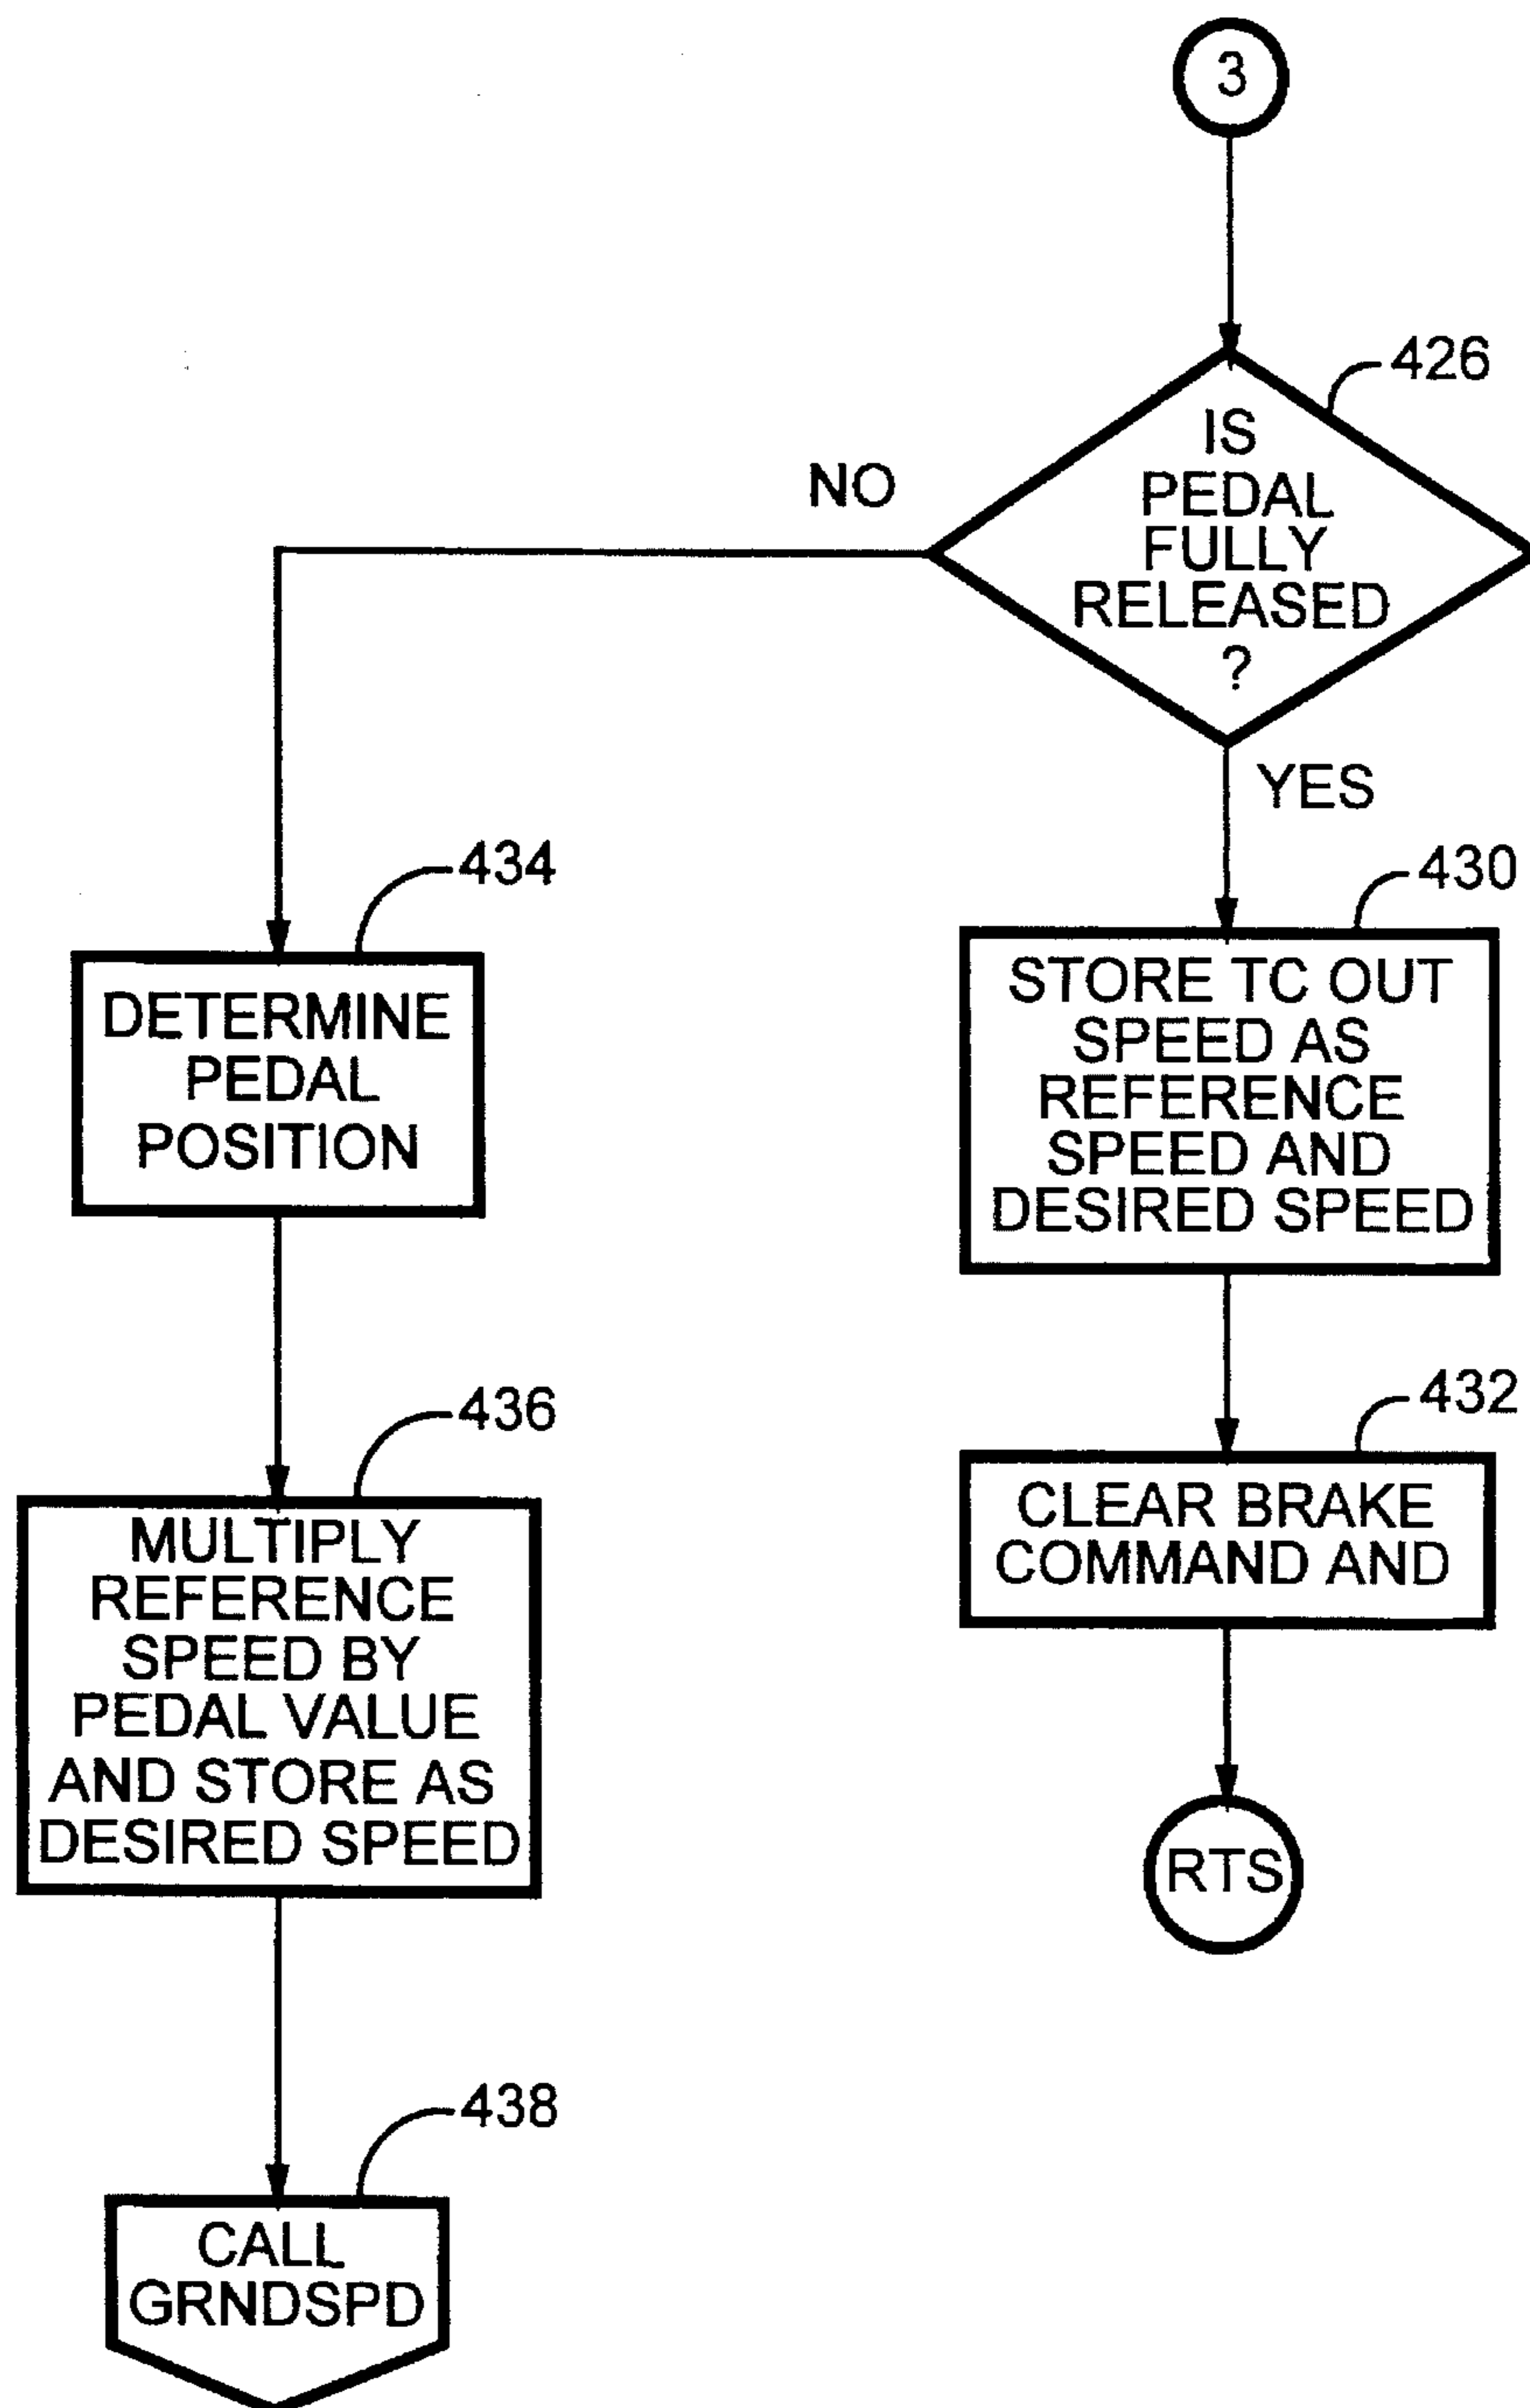 3
426
IS
PEDAL
FULLY
RELEASED
?
NO
YES
434
DETERMINE
PEDAL
POSITION
430
STORE TC OUT
SPEED AS
REFERENCE
SPEED AND
DESIRED SPEED
436
MULTIPLY
REFERENCE
SPEED BY
PEDAL VALUE
AND STORE AS
DESIRED SPEED
432
CLEAR BRAKE
COMMAND AND
RTS
438
CALL
GRNDSPD